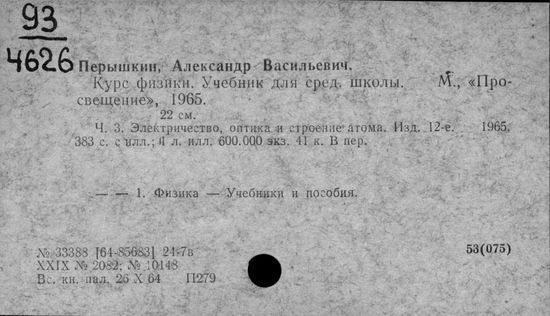 93
4626
Перышкин, Александр Васильевич.
Курс физики. Учебник для сред. школы. М., «Про-
свещение», 1965.
22 см.
Ч. 3. Электричество, оптика и строение атома. Изд. 12-е. 1965.
383 с. с илл.; 4 л. илл. 600.000 экз. 41 к. В пер.
— — 1. Физика — Учебники и пособия.
№ 33388 [64-85683] 24-7в
53(075)
XXIX № 2082; № 10148
Вс. кн. пал. 26 X 64 П279